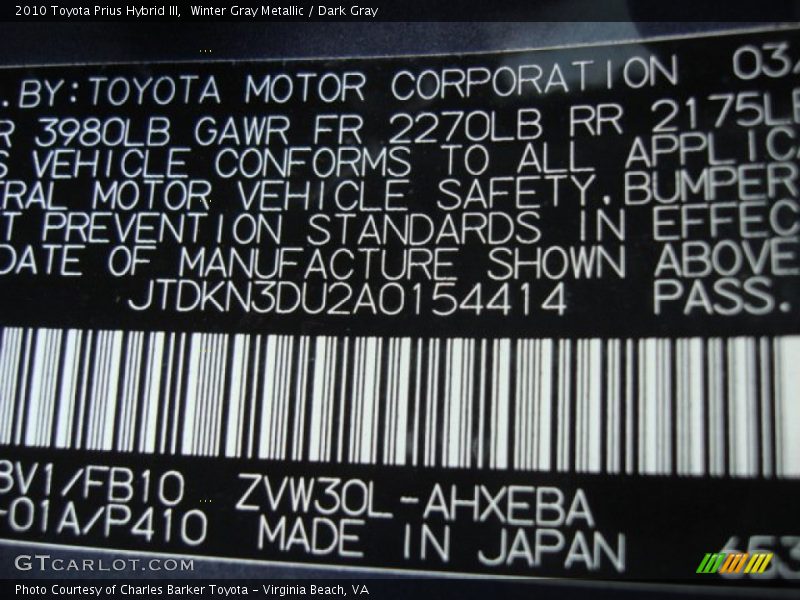 2010 Toyota Prius Hybrid III, Winter Gray Metallic / Dark Gray
.BY: TOYOTA MOTOR CORPORATION 03
R 3980LB GAWR FR 2270LB RR 2175L
S VEHICLE CONFORMS TO ALL APPLIC
ERAL MOTOR VEHICLE SAFETY, BUMPER
T PREVENTION STANDARDS IN EFFEC
DATE OF MANUFACTURE SHOWN ABOVE
JTDKN3DU2A0154414 PASS.
8V1/FB10 ZVW30L-AHXEBA
-01A/P410 MADE IN JAPAN
GTCARLOT.COM
Photo Courtesy of Charles Barker Toyota - Virginia Beach, VA